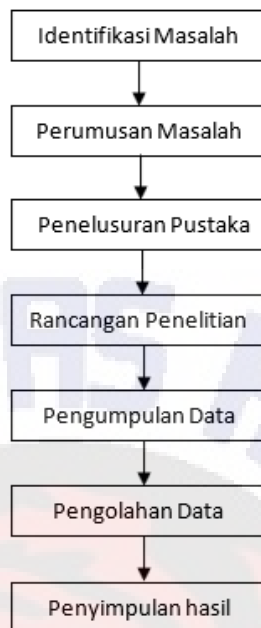 Identifikasi Masalah
Perumusan Masalah
Penelusuran Pustaka
Rancangan Penelitian
Pengumpulan Data
Pengolahan Data
Penyimpulan hasil